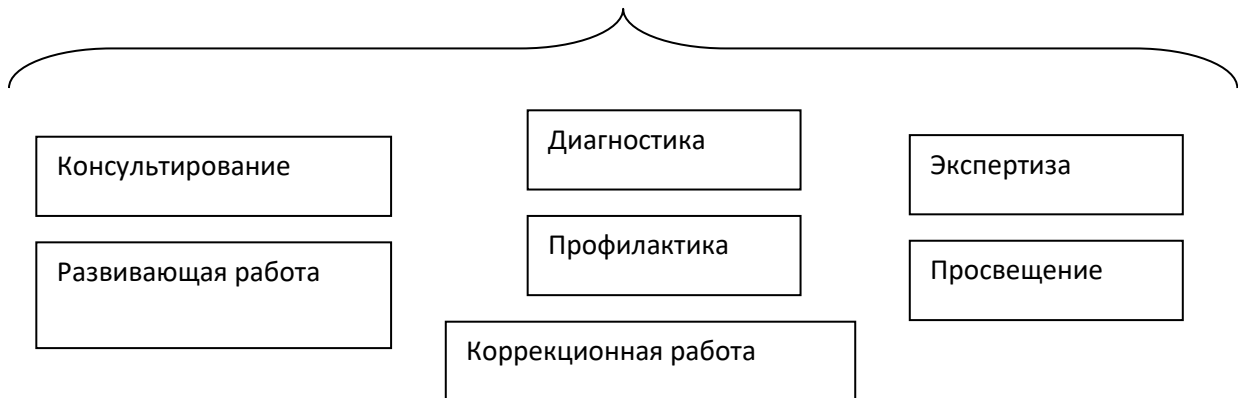 Консультирование
Развивающая работа
Диагностика
Профилактика
Коррекционная работа
Экспертиза
Просвещение